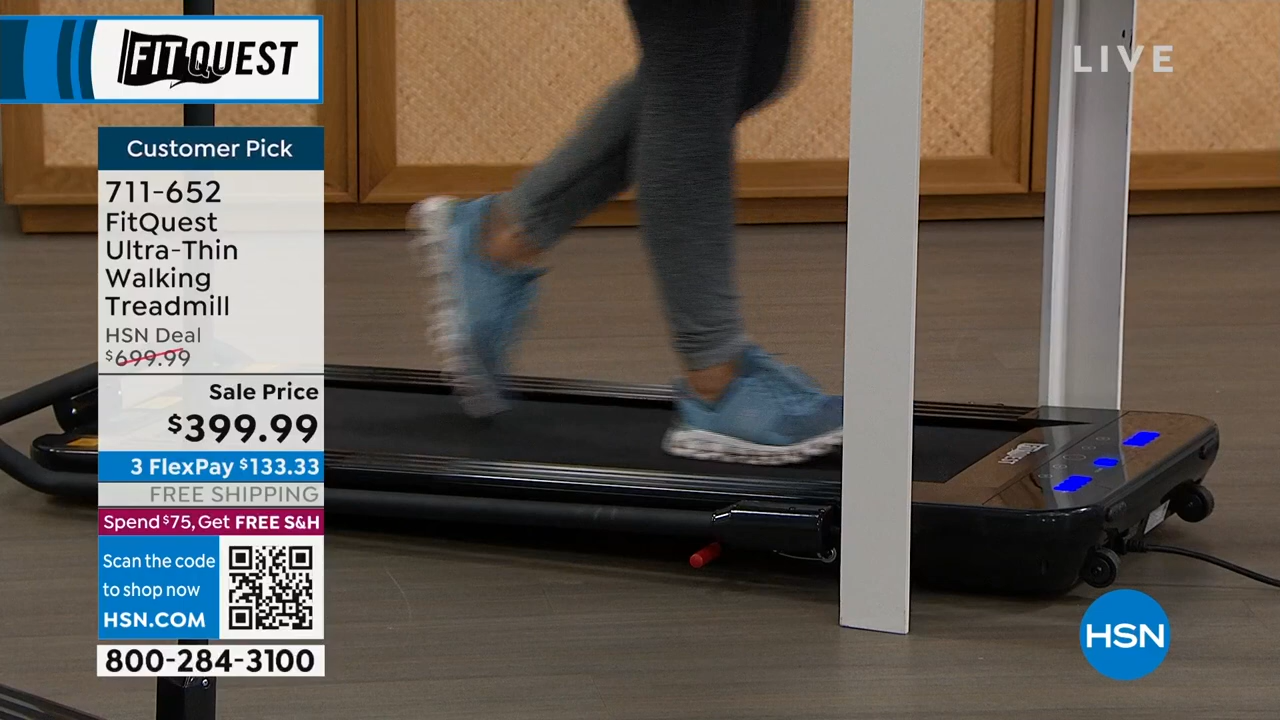 FITQUEST
LIVE
Customer Pick
711-652
FitQuest
Ultra-Thin
Walking
Treadmill
HSN Deal
$699.99
Sale Price
$399.99
3 FlexPay $133.33
FREE SHIPPING
Spend $75, Get FREE S&H
Scan the code
to shop now
HSN.COM
800-284-3100
HSN